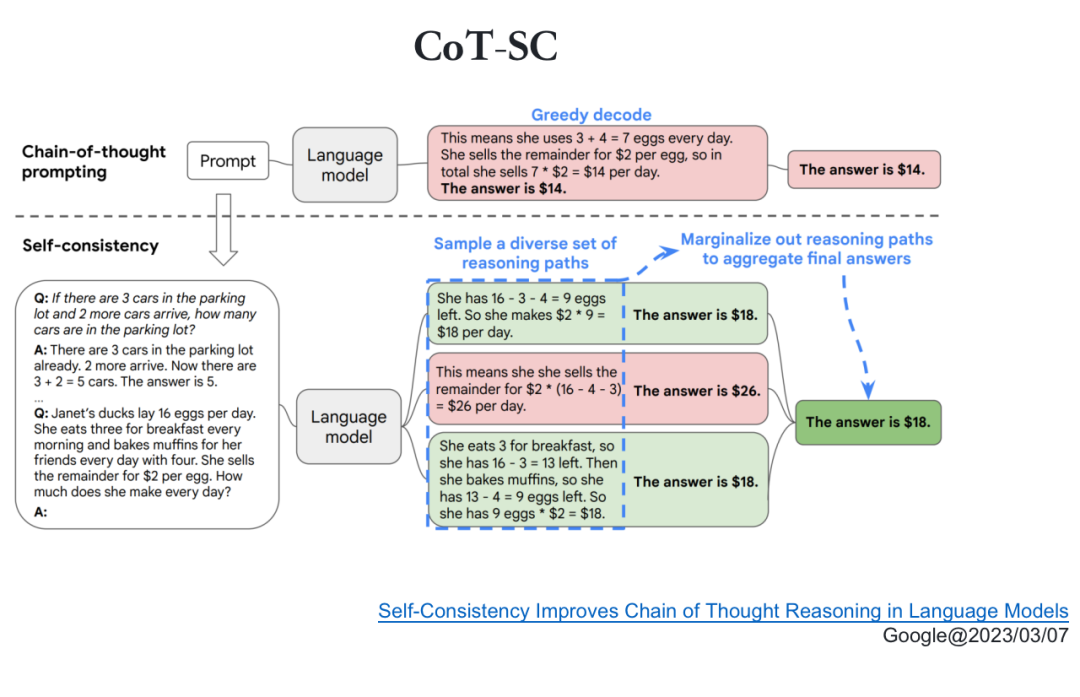 CoT-SC
Greedy decode
Chain-of-thought
prompting
Prompt
Language
model
This means she uses 3 + 4 = 7 eggs every day.
She sells the remainder for $2 per egg, so in
total she sells 7 * $2 = $14 per day.
The answer is $14.
The answer is $14.
Self-consistency
Sample a diverse set of
reasoning paths
Marginalize out reasoning paths
to aggregate final answers
Q: If there are 3 cars in the parking
lot and 2 more cars arrive, how many
cars are in the parking lot?
A: There are 3 cars in the parking lot
already. 2 more arrive. Now there are
3 + 2 = 5 cars. The answer is 5.
...
Q: Janet's ducks lay 16 eggs per day.
She eats three for breakfast every
morning and bakes muffins for her
friends every day with four. She sells
the remainder for $2 per egg. How
much does she make every day?
A:
Language
model
She has 16 - 3 - 4 = 9 eggs
left. So she makes $2 * 9 =
$18 per day.
The answer is $18.
This means she she sells the
remainder for $2 * (16 - 4 - 3)
= $26 per day.
The answer is $26.
She eats 3 for breakfast, so
she has 16 - 3 = 13 left. Then
she bakes muffins, so she
has 13 - 4 = 9 eggs left. So
she has 9 eggs * $2 = $18.
The answer is $18.
The answer is $18.
Self-Consistency Improves Chain of Thought Reasoning in Language Models
Google@2023/03/07